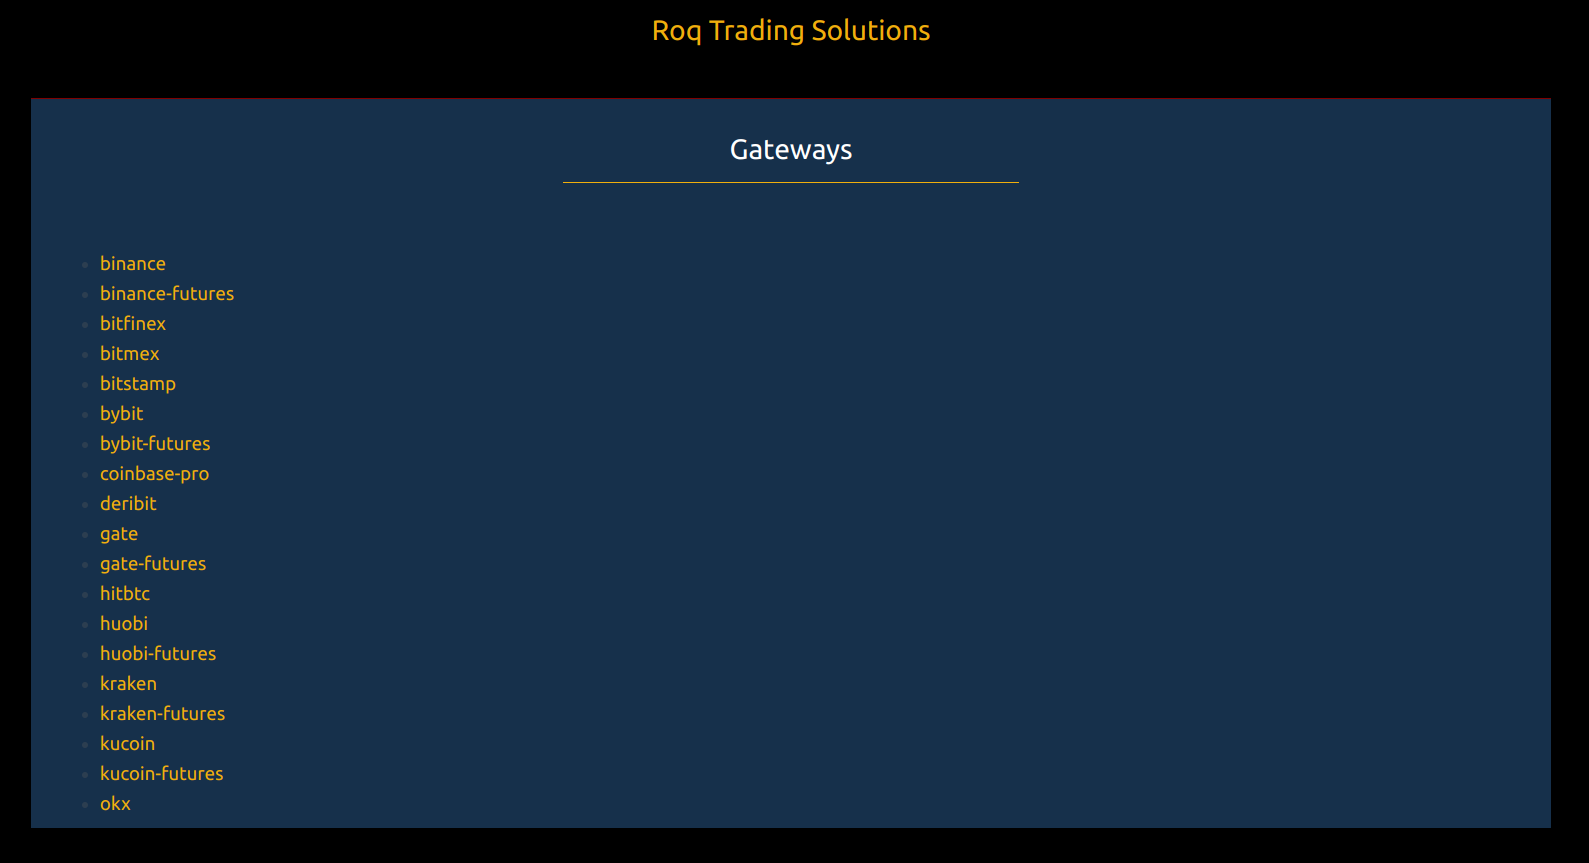 Roq Trading Solutions
Gateways
binance
binance-futures
bitfinex
bitmex
bitstamp
bybit
bybit-futures
coinbase-pro
deribit
gate
gate-futures
hitbtc
huobi
huobi-futures
kraken
kraken-futures
kucoin
kucoin-futures
okx